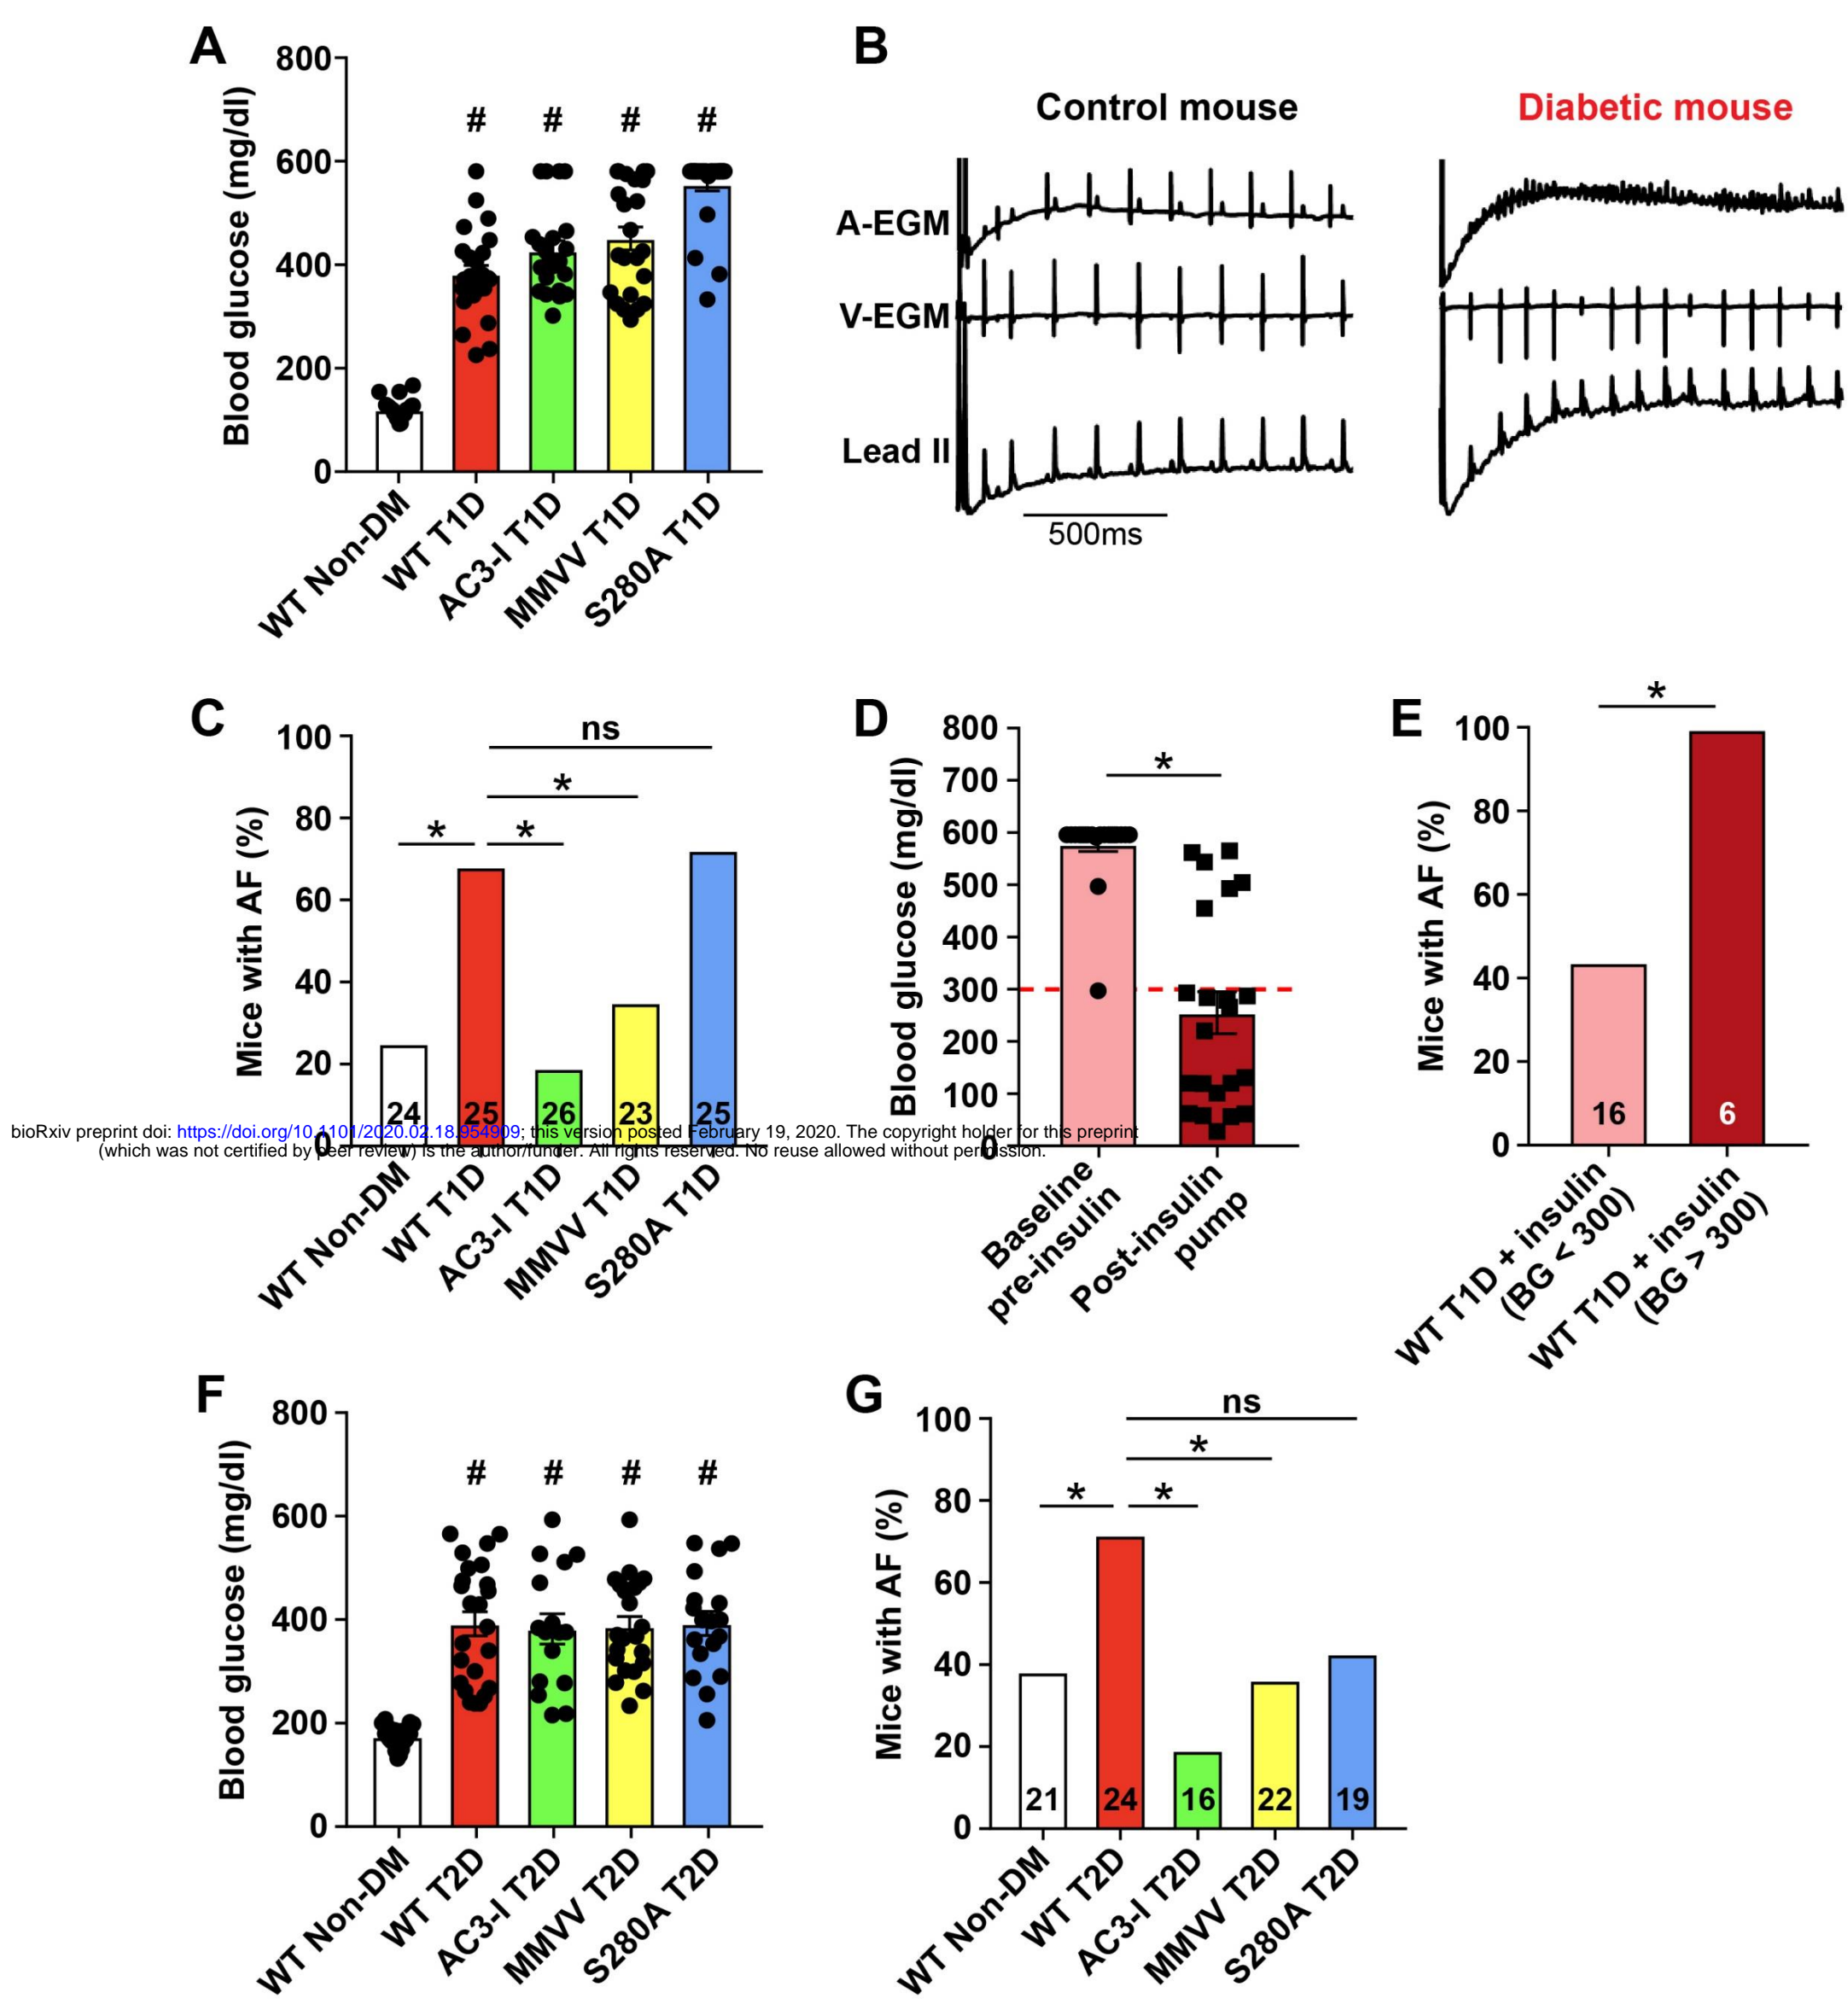 A
Blood glucose (mg/dl)
800
600
400
200
0
# # # #
WT Non-DM
WT T1D
AC3-I T1D
MMVV T1D
S280A T1D
B
Control mouse
Diabetic mouse
A-EGM
V-EGM
Lead II
500ms
C
Mice with AF (%)
100
80
60
40
20
0
ns
*
* *
24 25 26 23 25
WT Non-DM
WT T1D
AC3-I T1D
MMVV T1D
S280A T1D
D
Blood glucose (mg/dl)
800
700
600
500
400
300
200
100
0
*
Baseline
pre-insulin
Post-insulin
pump
E
Mice with AF (%)
100
80
60
40
20
0
*
16 6
WT T1D + insulin
(BG < 300)
WT T1D + insulin
(BG > 300)
bioRxiv preprint doi: https://doi.org/10.1101/2020.02.18.954909; this version posted February 19, 2020. The copyright holder for this preprint
(which was not certified by peer review) is the author/funder. All rights reserved. No reuse allowed without permission.
F
Blood glucose (mg/dl)
800
600
400
200
0
# # # #
WT Non-DM
WT T2D
AC3-I T2D
MMVV T2D
S280A T2D
G
Mice with AF (%)
100
80
60
40
20
0
ns
*
* *
21 24 16 22 19
WT Non-DM
WT T2D
AC3-I T2D
MMVV T2D
S280A T2D